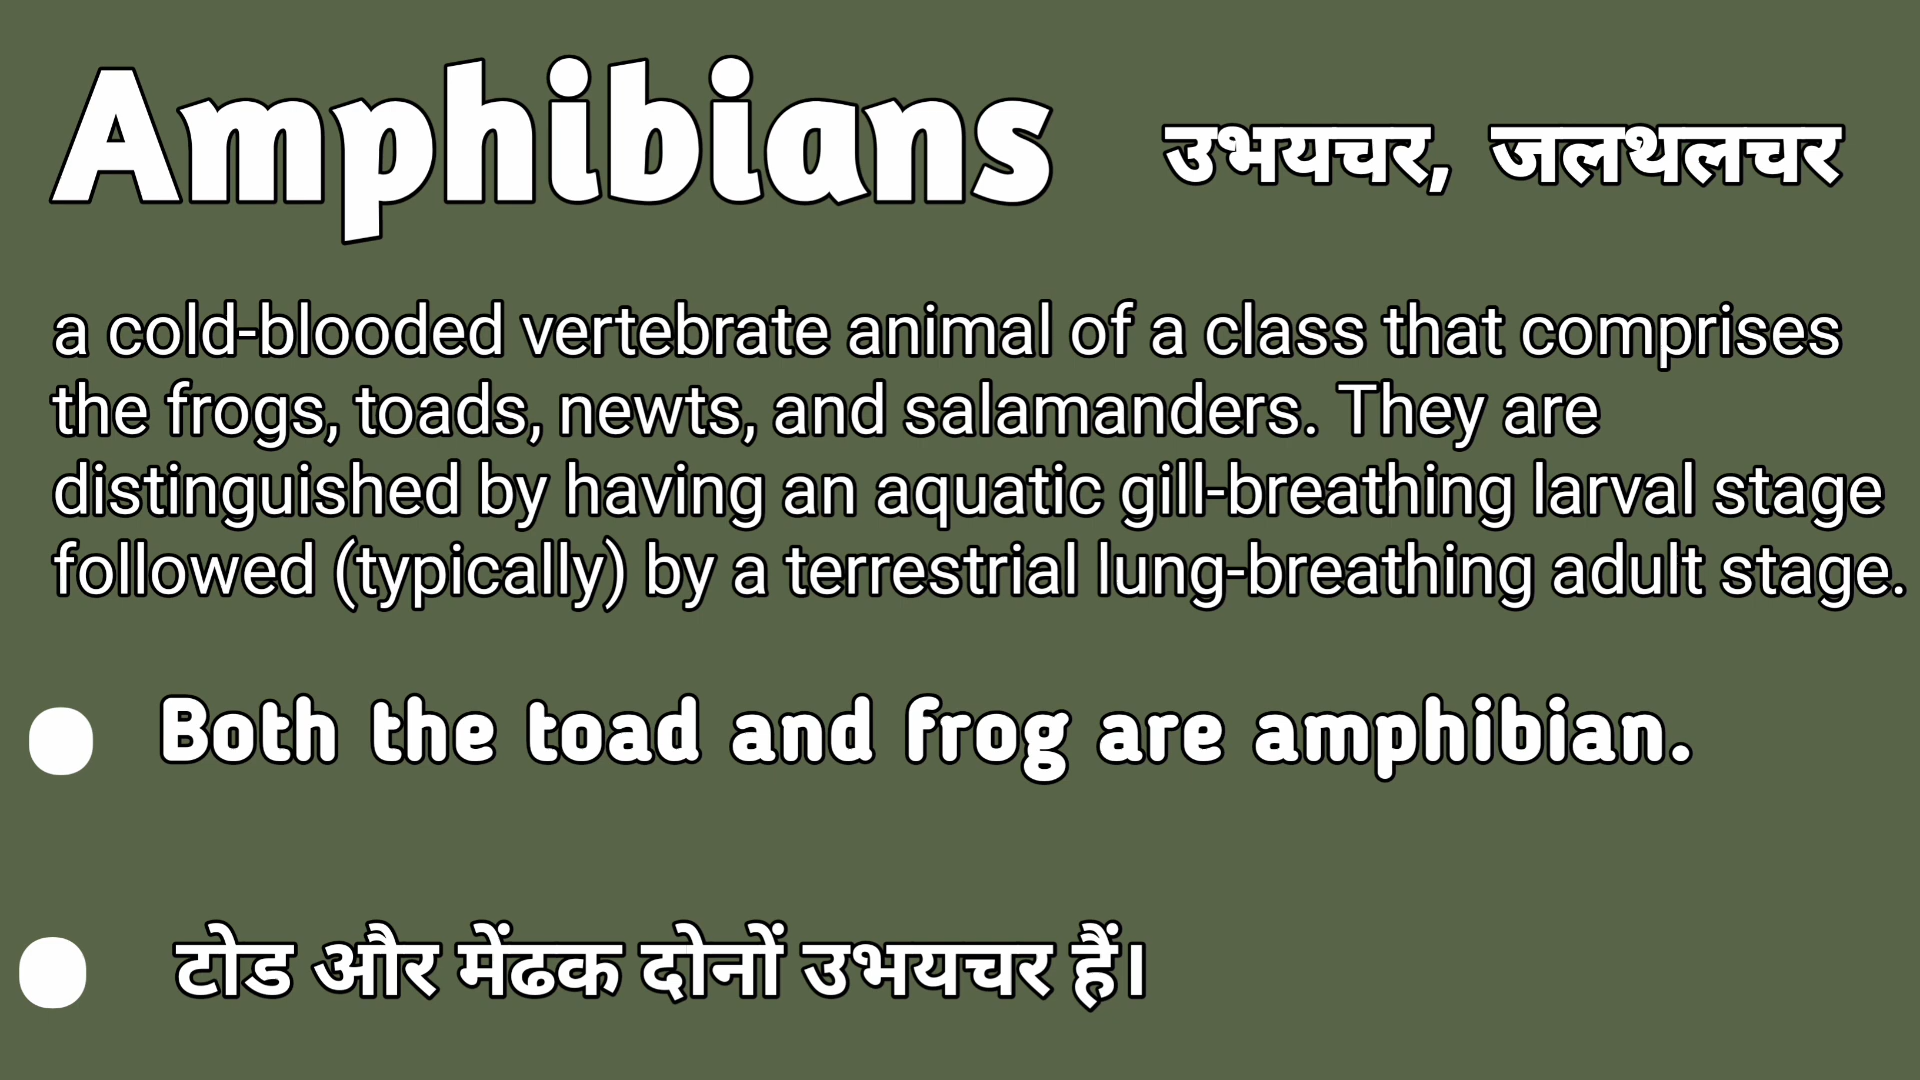 Amphibians उभयचर, जलथलचर
a cold-blooded vertebrate animal of a class that comprises
the frogs, toads, newts, and salamanders. They are
distinguished by having an aquatic gill-breathing larval stage
followed (typically) by a terrestrial lung-breathing adult stage.
Both the toad and frog are amphibian.
टोड और मेंढक दोनों उभयचर हैं।